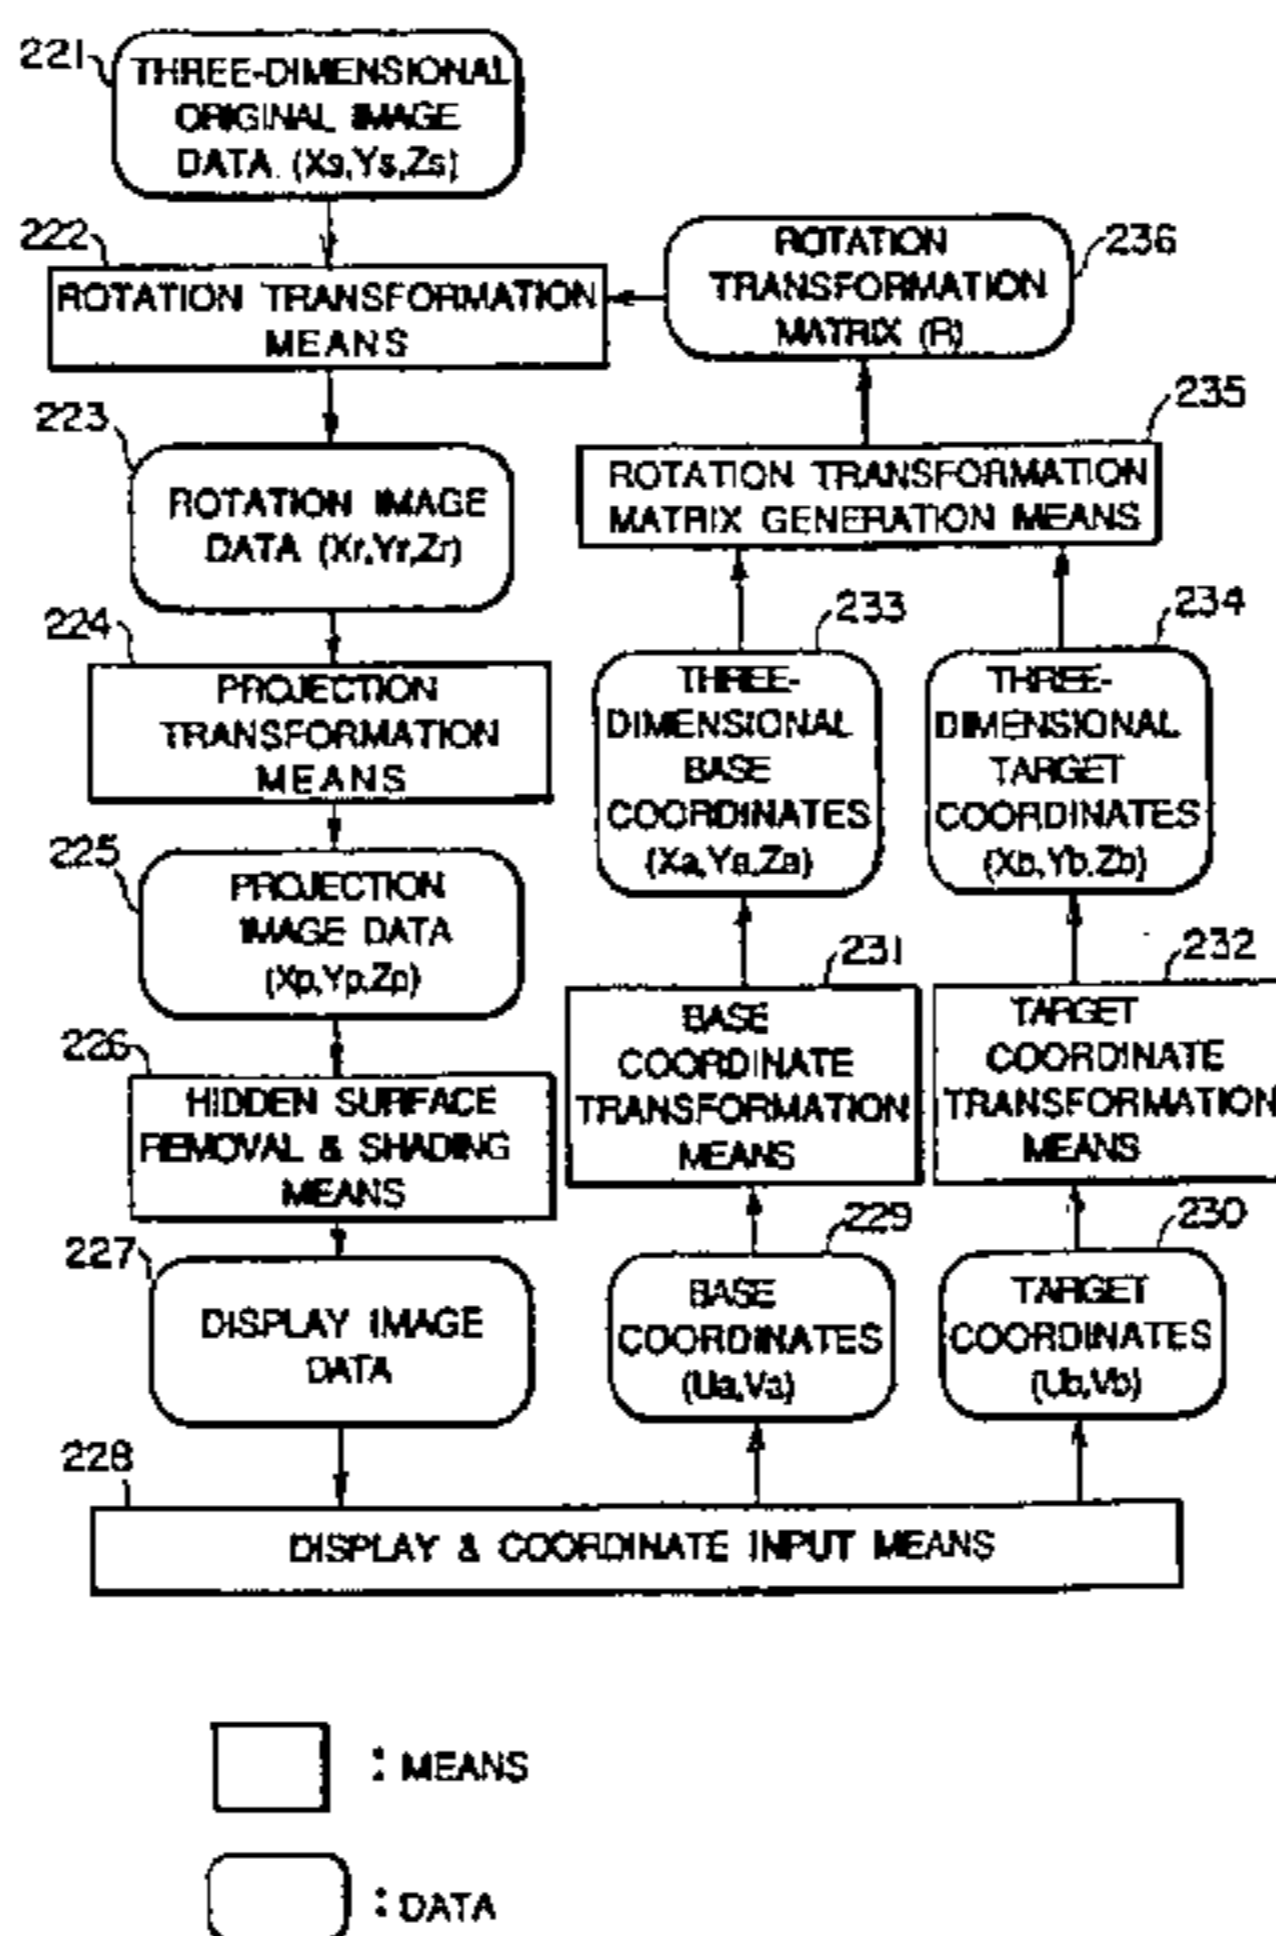 221
THREE-DIMENSIONAL
ORIGINAL IMAGE
DATA. (Xs,Ys,Zs)
222
ROTATION TRANSFORMATION
MEANS
223
ROTATION IMAGE
DATA (Xr,Yr,Zr)
224
PROJECTION
TRANSFORMATION
MEANS
225
PROJECTION
IMAGE DATA
(Xp,Yp,Zp)
226
HIDDEN SURFACE
REMOVAL & SHADING
MEANS
227
DISPLAY IMAGE
DATA
228
DISPLAY & COORDINATE INPUT MEANS
236
ROTATION
TRANSFORMATION
MATRIX (R)
235
ROTATION TRANSFORMATION
MATRIX GENERATION MEANS
233
THREE-
DIMENSIONAL
BASE
COORDINATES
(Xa,Ya,Za)
234
THREE-
DIMENSIONAL
TARGET
COORDINATES
(Xb,Yb,Zb)
231
BASE
COORDINATE
TRANSFORMATION
MEANS
232
TARGET
COORDINATE
TRANSFORMATION
MEANS
229
BASE
COORDINATES
(Ua,Va)
230
TARGET
COORDINATES
(Ub,Vb)
: MEANS
: DATA